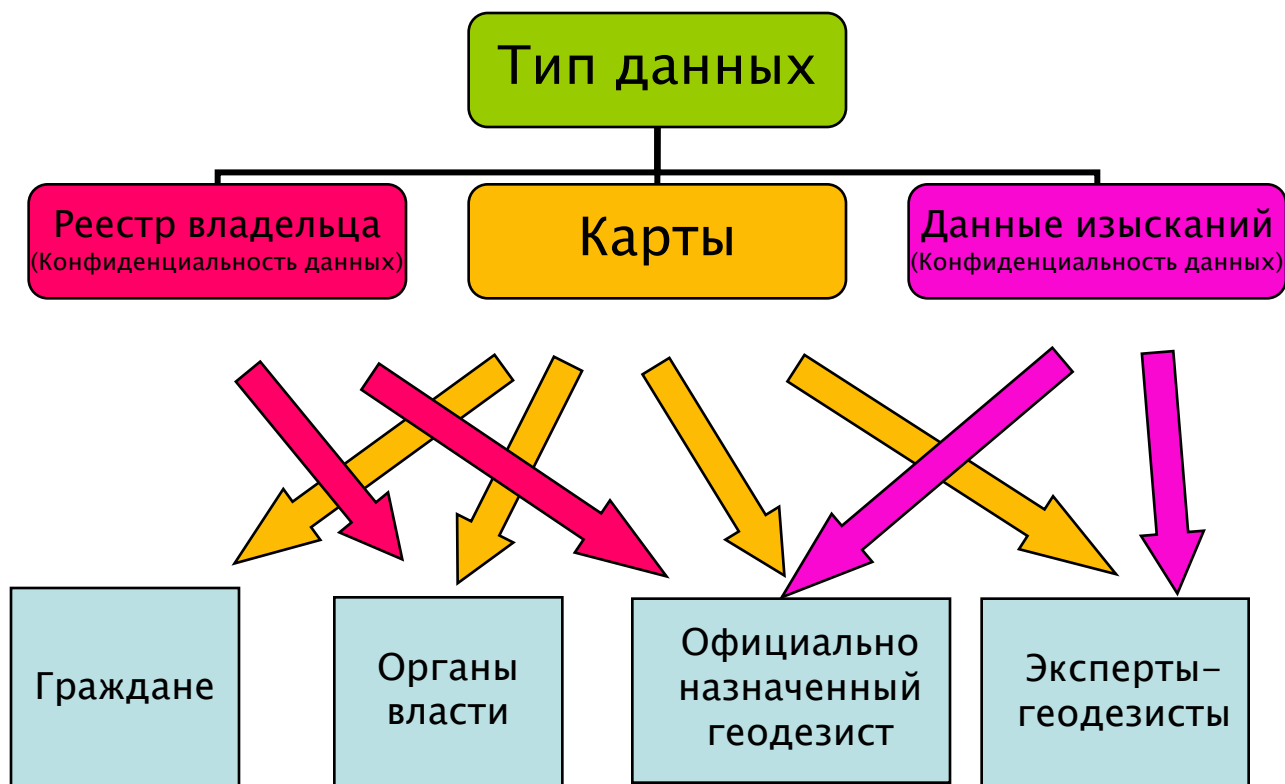 Тип данных
Реестр владельца
(Конфиденциальность данных)
Карты
Данные изысканий
(Конфиденциальность данных)
Граждане
Органы
власти
Официально
назначенный
геодезист
Эксперты-
геодезисты